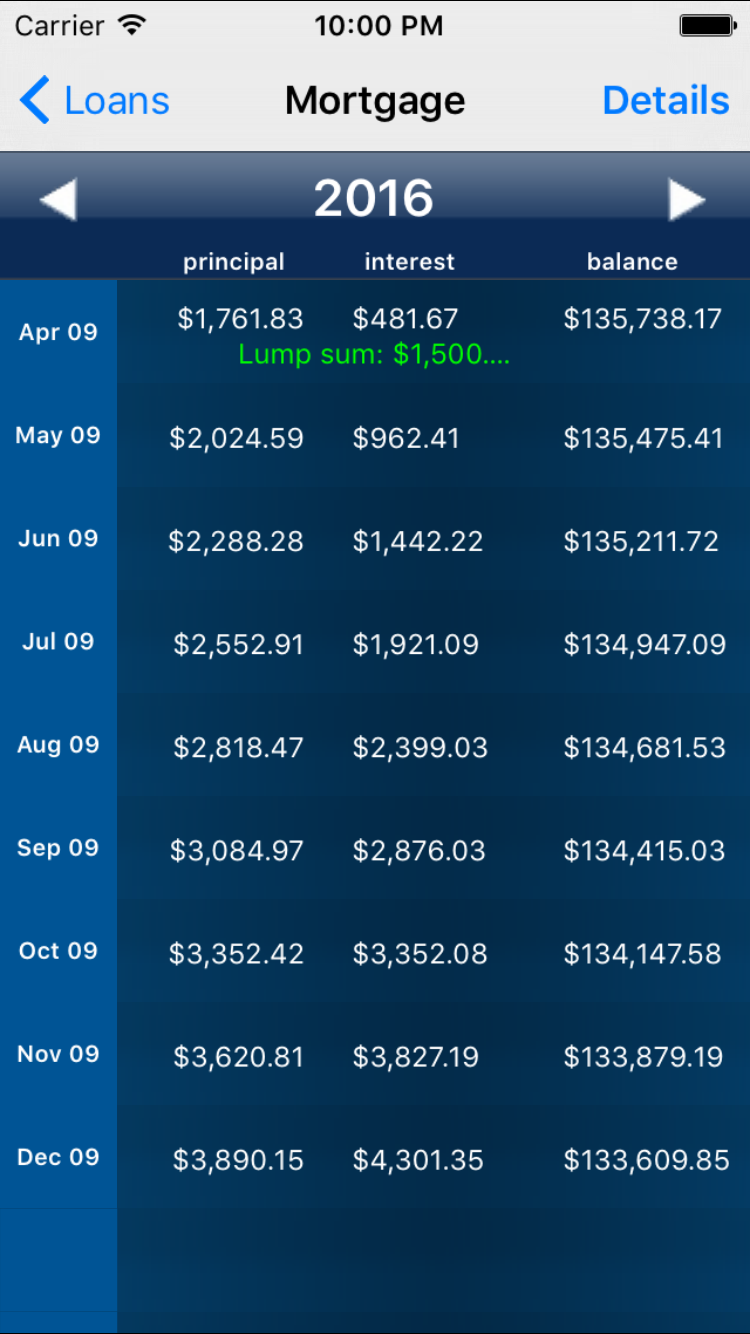 Carrier 10:00 PM
Loans Mortgage Details
2016
principal interest balance
Apr 09 $1,761.83 $481.67 $135,738.17
Lump sum: $1,500....
May 09 $2,024.59 $962.41 $135,475.41
Jun 09 $2,288.28 $1,442.22 $135,211.72
Jul 09 $2,552.91 $1,921.09 $134,947.09
Aug 09 $2,818.47 $2,399.03 $134,681.53
Sep 09 $3,084.97 $2,876.03 $134,415.03
Oct 09 $3,352.42 $3,352.08 $134,147.58
Nov 09 $3,620.81 $3,827.19 $133,879.19
Dec 09 $3,890.15 $4,301.35 $133,609.85